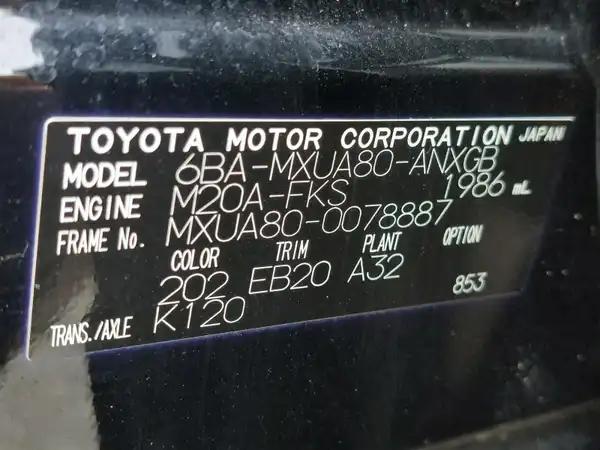 TOYOTA MOTOR CORPORATION JAPAN
MODEL 6BA-MXUA80-ANXGB
ENGINE M20A-FKS 1986 mL
FRAME No. MXUA80-0078887
COLOR TRIM PLANT OPTION
202 EB20 A32 853
TRANS./AXLE K120